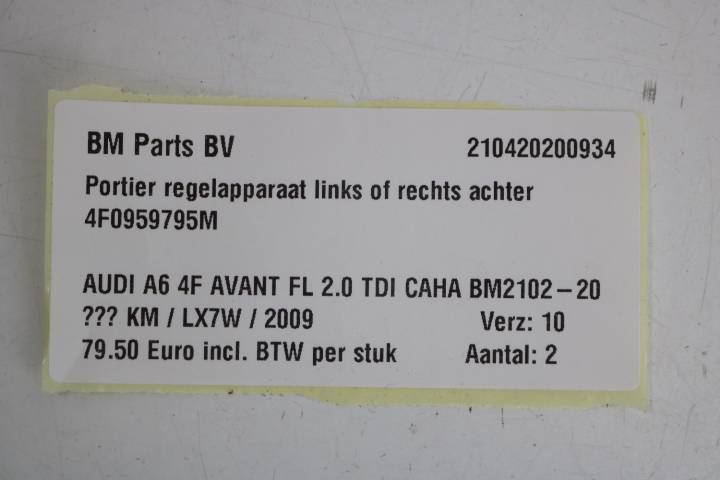 BM Parts BV 210420200934
Portier regelapparaat links of rechts achter
4F0959795M
AUDI A6 4F AVANT FL 2.0 TDI CAHA BM2102-20
??? KM / LX7W / 2009 Verz: 10
79.50 Euro incl. BTW per stuk Aantal: 2